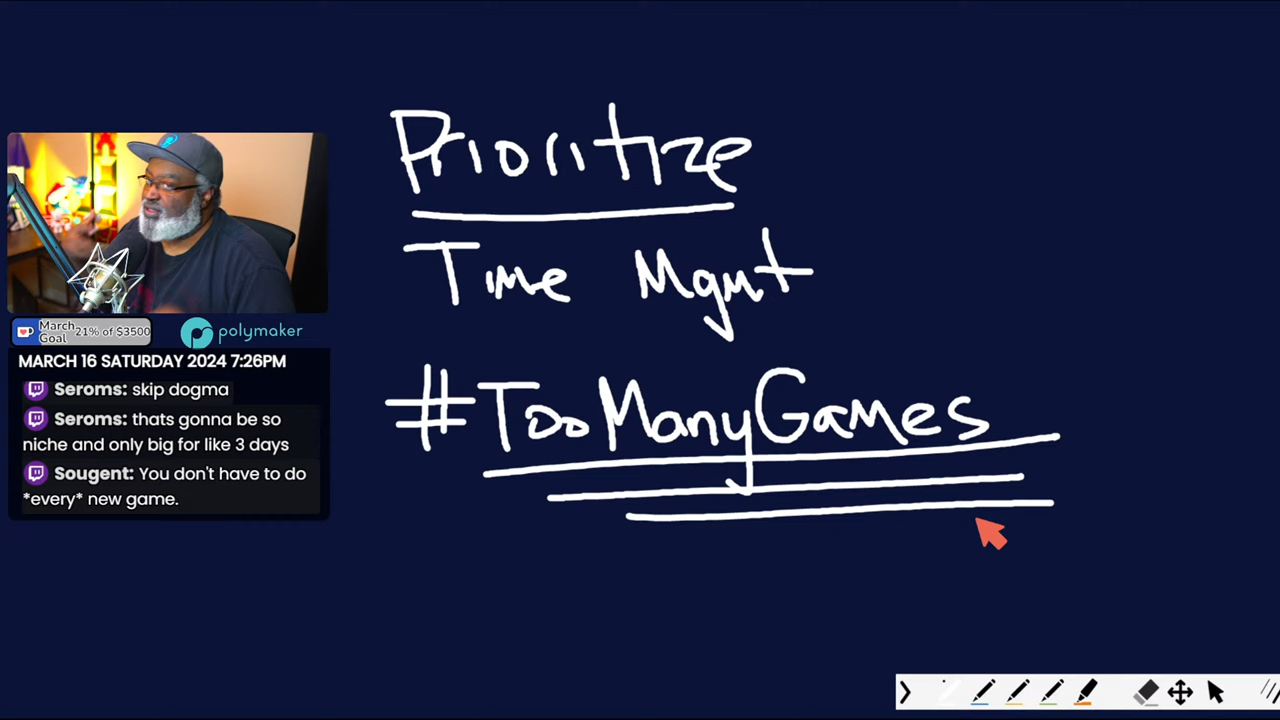 Prioritize
Time Mgmt
#TooManyGames
March
Goal
21% of $3500
polymaker
MARCH 16 SATURDAY 2024 7:26PM
Seroms: skip dogma
Seroms: thats gonna be so
niche and only big for like 3 days
Sougent: You don't have to do
*every* new game.